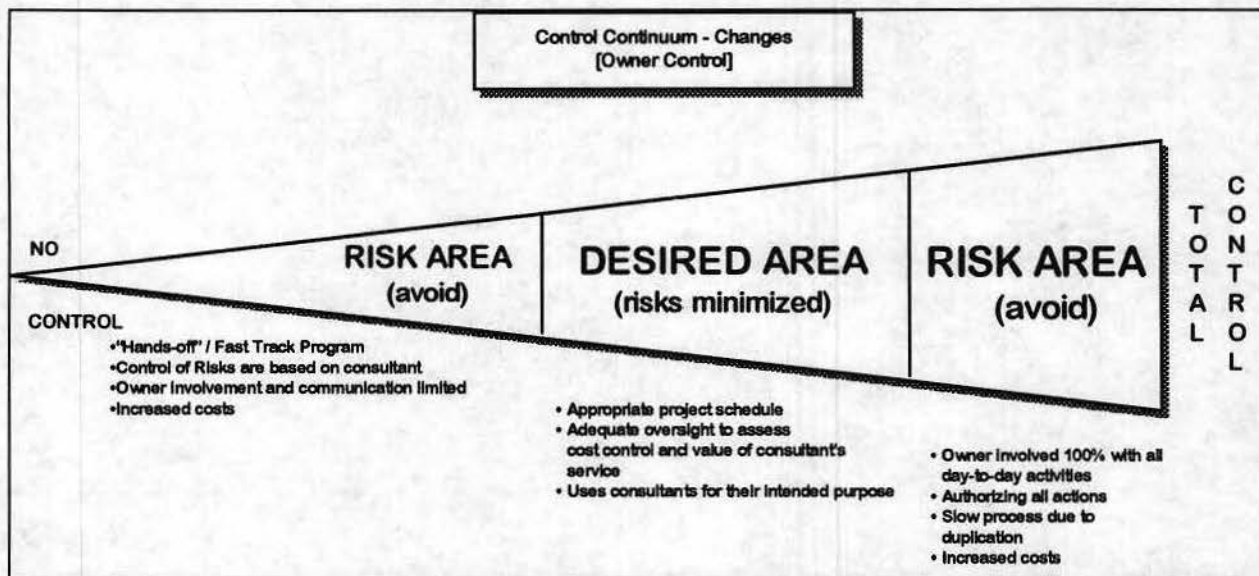 Control Continuum - Changes
[Owner Control]
NO
CONTROL
RISK AREA
(avoid)
DESIRED AREA
(risks minimized)
RISK AREA
(avoid)
TOTAL
CONTROL
•"Hands-off" / Fast Track Program
•Control of Risks are based on consultant
•Owner involvement and communication limited
•Increased costs
• Appropriate project schedule
• Adequate oversight to assess
cost control and value of consultant's
service
• Uses consultants for their intended purpose
• Owner involved 100% with all
day-to-day activities
• Authorizing all actions
• Slow process due to
duplication
• Increased costs